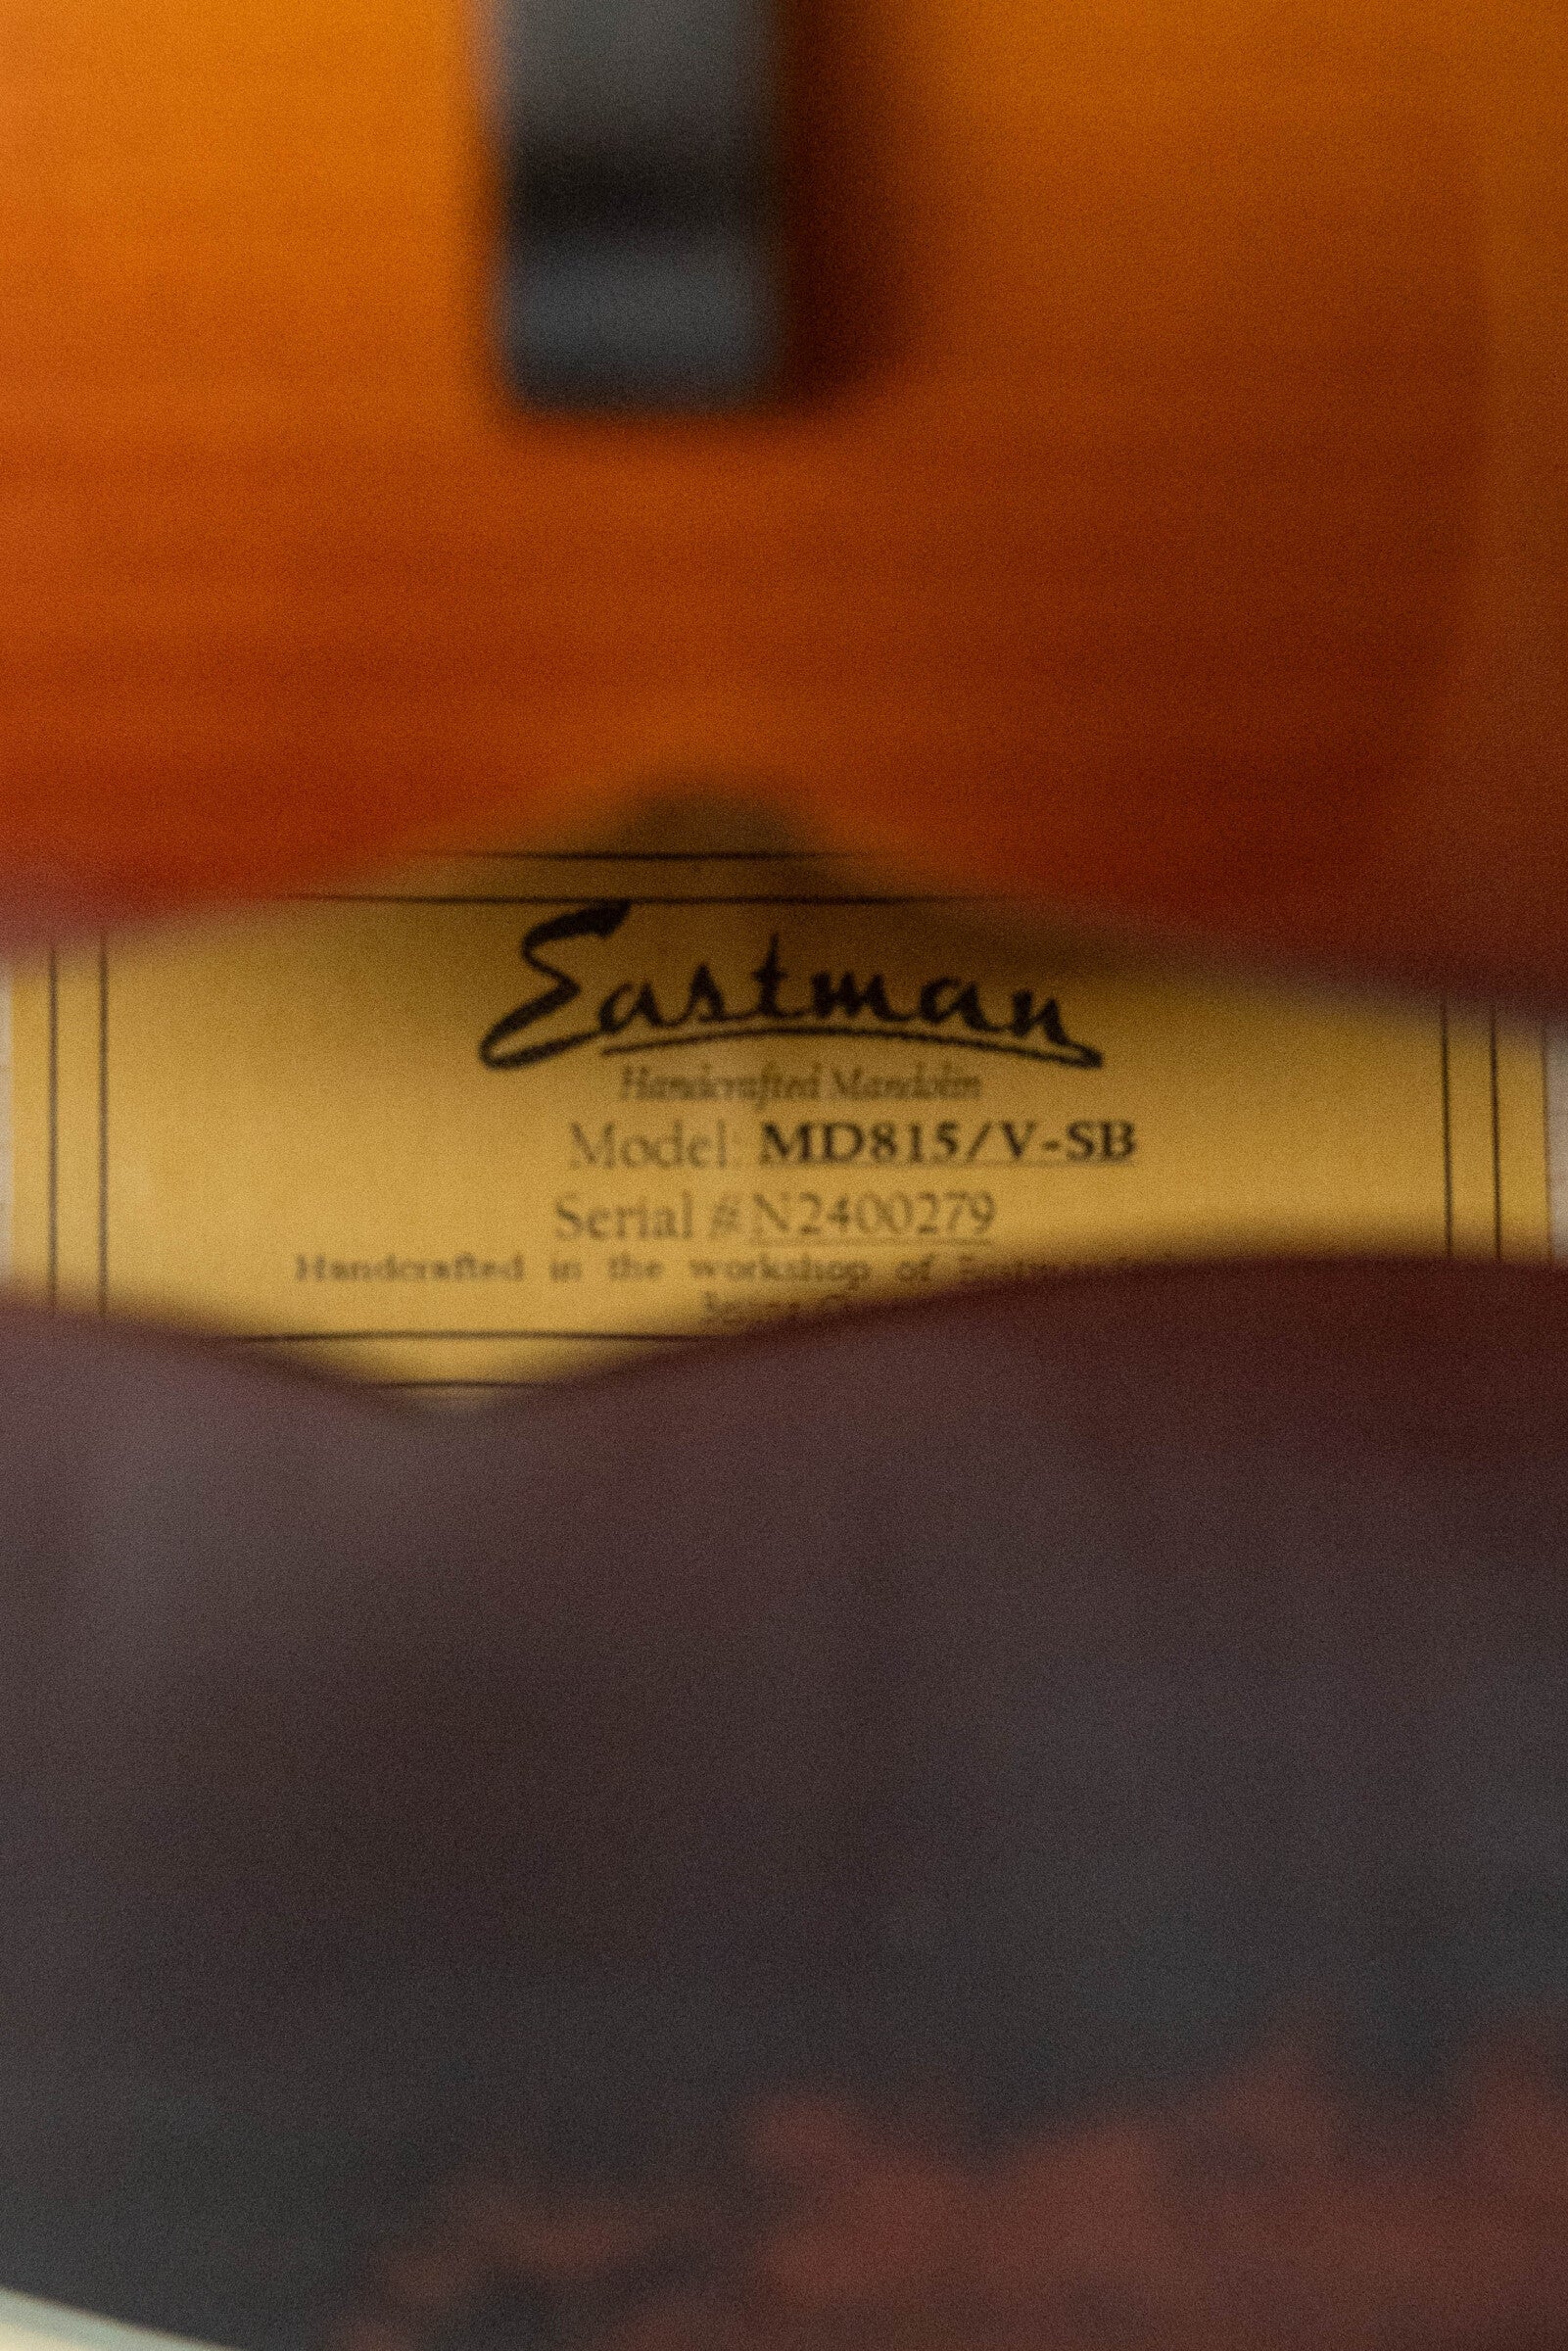 Eastman
Handcrafted Mandolin
Model: MD815/V-SB
Serial # N2400279
Handcrafted in the workshop of